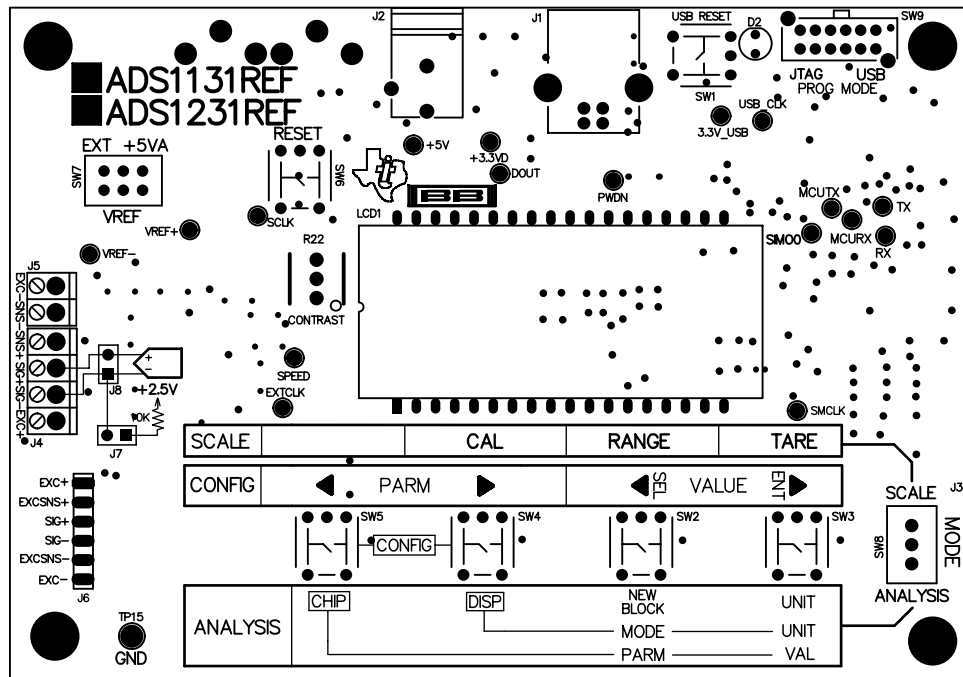 J2
J1
USB RESET
D2
SW9
ADS1131REF
ADS1231REF
SW1
JTAG USB
PROG MODE
3.3V_USB
USB_CLK
EXT +5VA
SW7
VREF
RESET
SW6
+5V
+3.3VD
DOUT
PWDN
BB
LCD1
SCLK
VREF+
VREF-
MCUTX
TX
SIMO0
MCURX
RX
R22
CONTRAST
J5
EXC-
SNS-
SNS+
SIG+
SIG-
EXC+
J4
+
-
J8
+2.5V
10K
J7
SPEED
EXTCLK
SMCLK
SCALE CAL RANGE TARE
CONFIG PARM SEL VALUE ENT
EXC+
EXCSNS+
SIG+
SIG-
EXCSNS-
EXC-
J6
SW5
CONFIG
SW4
SW2
SW3
SCALE
J3
SW8
MODE
ANALYSIS
TP15
GND
ANALYSIS
CHIP DISP NEW BLOCK UNIT
MODE UNIT
PARM VAL